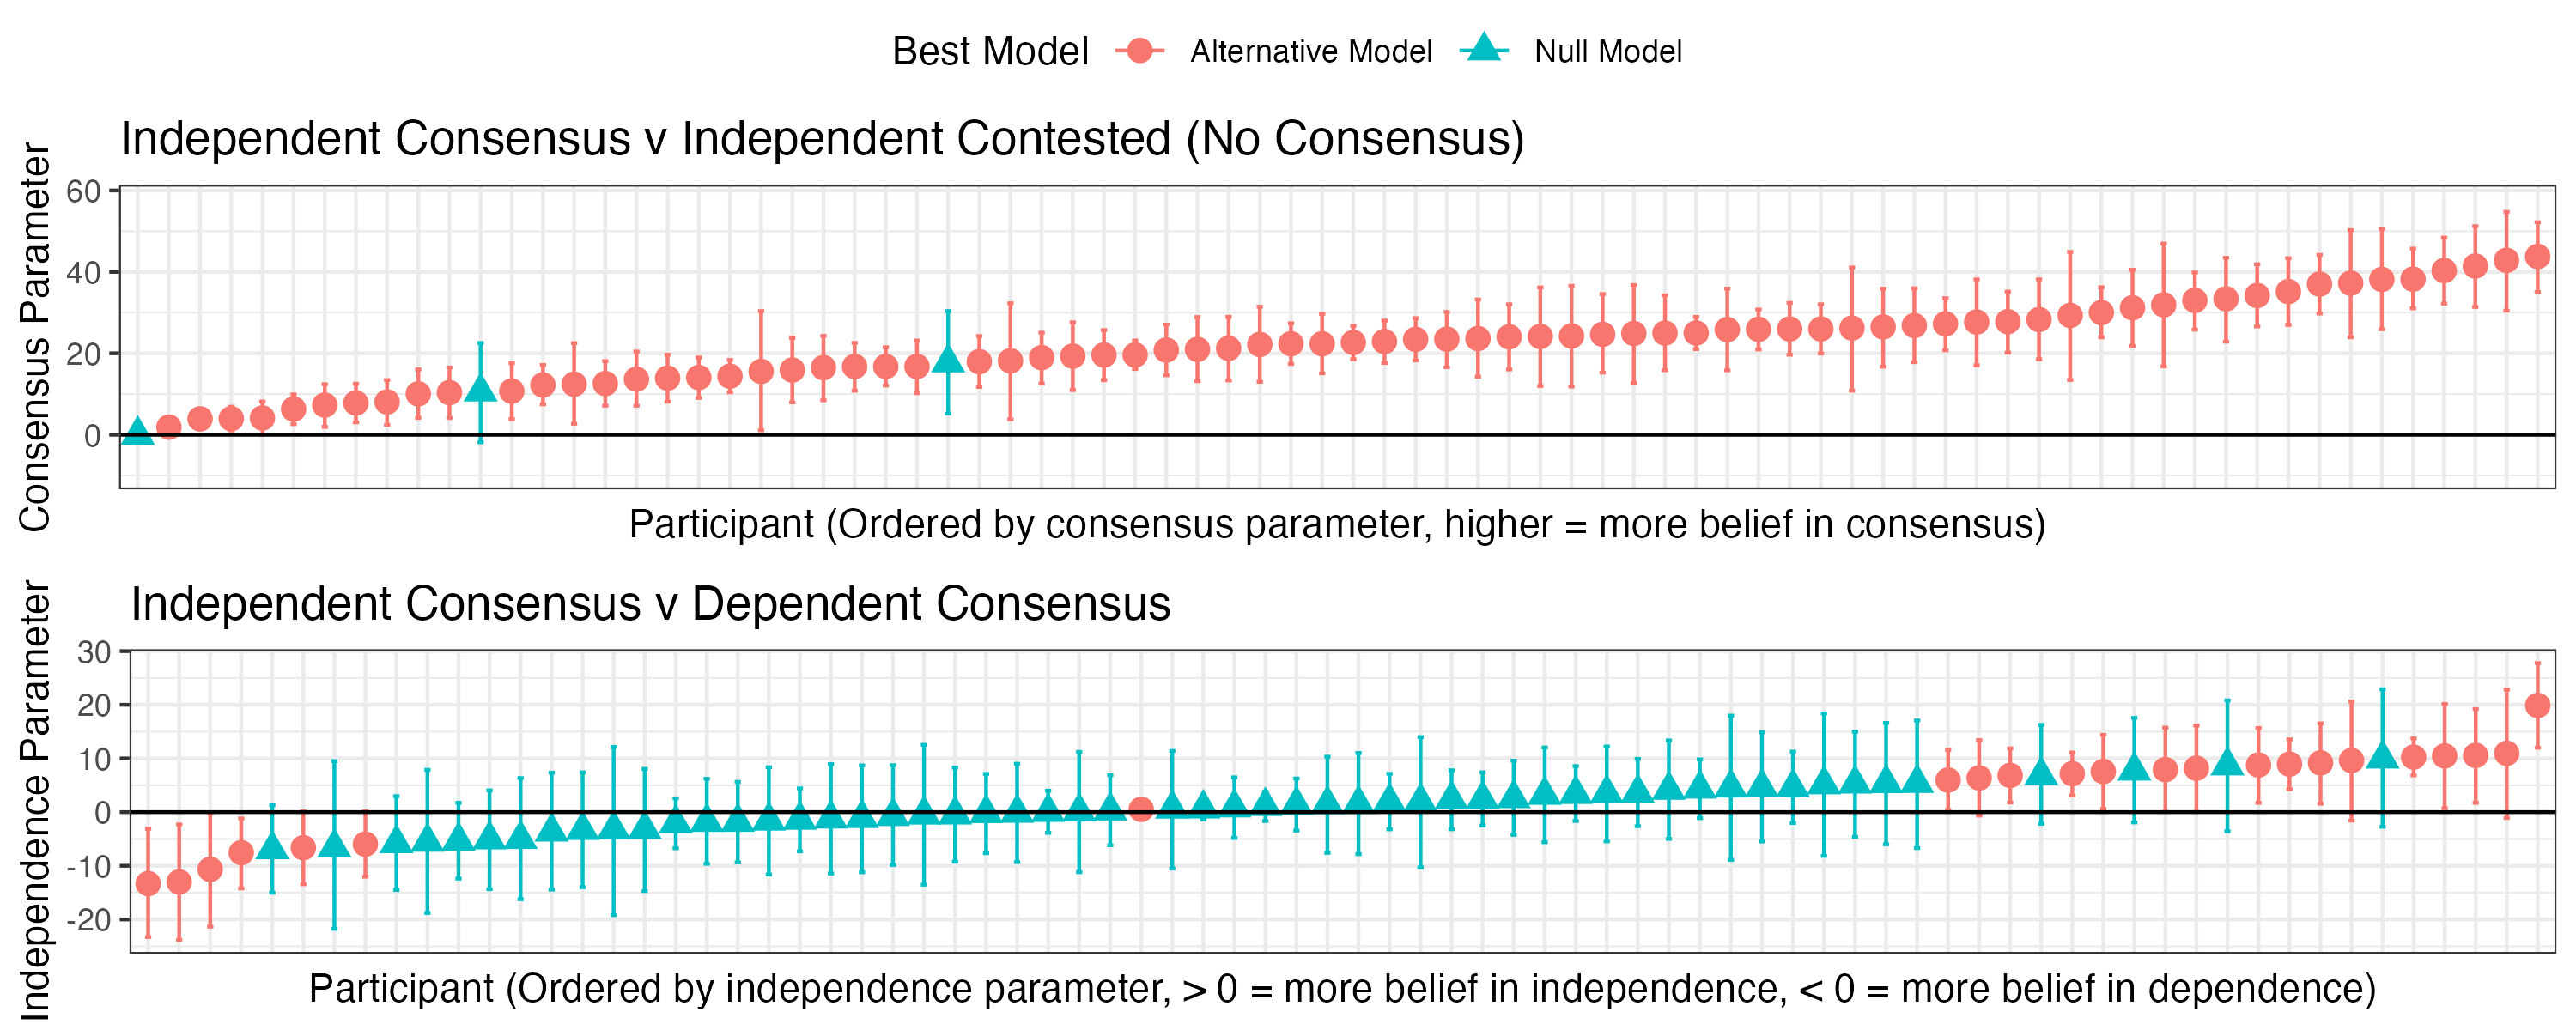 Best Model Alternative Model Null Model
Independent Consensus v Independent Contested (No Consensus)
Consensus Parameter
60
40
20
0
Participant (Ordered by consensus parameter, higher = more belief in consensus)
Independent Consensus v Dependent Consensus
Independence Parameter
30
20
10
0
-10
-20
Participant (Ordered by independence parameter, > 0 = more belief in independence, < 0 = more belief in dependence)